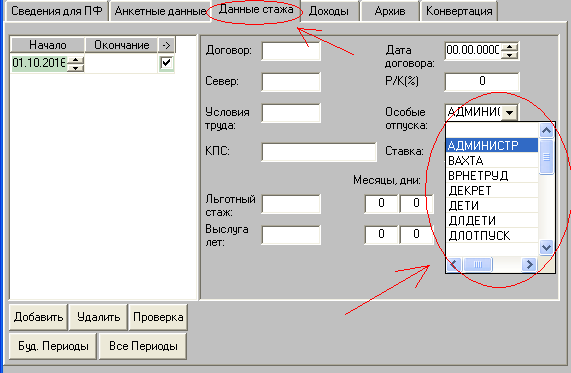 Сведения для ПФ Анкетные данные Данные стажа Доходы Архив Конвертация
Начало Окончание ->
01.10.2016
Договор: Дата договора: 00.00.0000
Север: Р/К(%) 0
Условия труда: Особые отпуска: АДМИНИС
КПС: Ставка:
АДМИНИСТР
ВАХТА
ВРНЕТРУД
ДЕКРЕТ
ДЕТИ
ДЛДЕТИ
ДЛОТПУСК
Месяцы, дни:
Льготный стаж: 0 0
Выслуга лет: 0 0
Добавить Удалить Проверка
Буд. Периоды Все Периоды